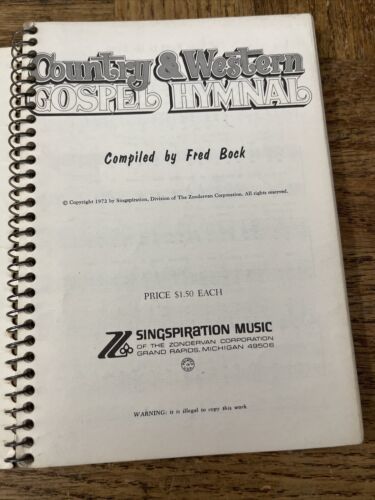 Country & Western
GOSPEL HYMNAL
Compiled by Fred Bock
© Copyright 1972 by Singspiration, Division of The Zondervan Corporation. All rights reserved.
PRICE $1.50 EACH
SINGSPIRATION MUSIC
OF THE ZONDERVAN CORPORATION
GRAND RAPIDS, MICHIGAN 49506
WARNING: it is illegal to copy this work